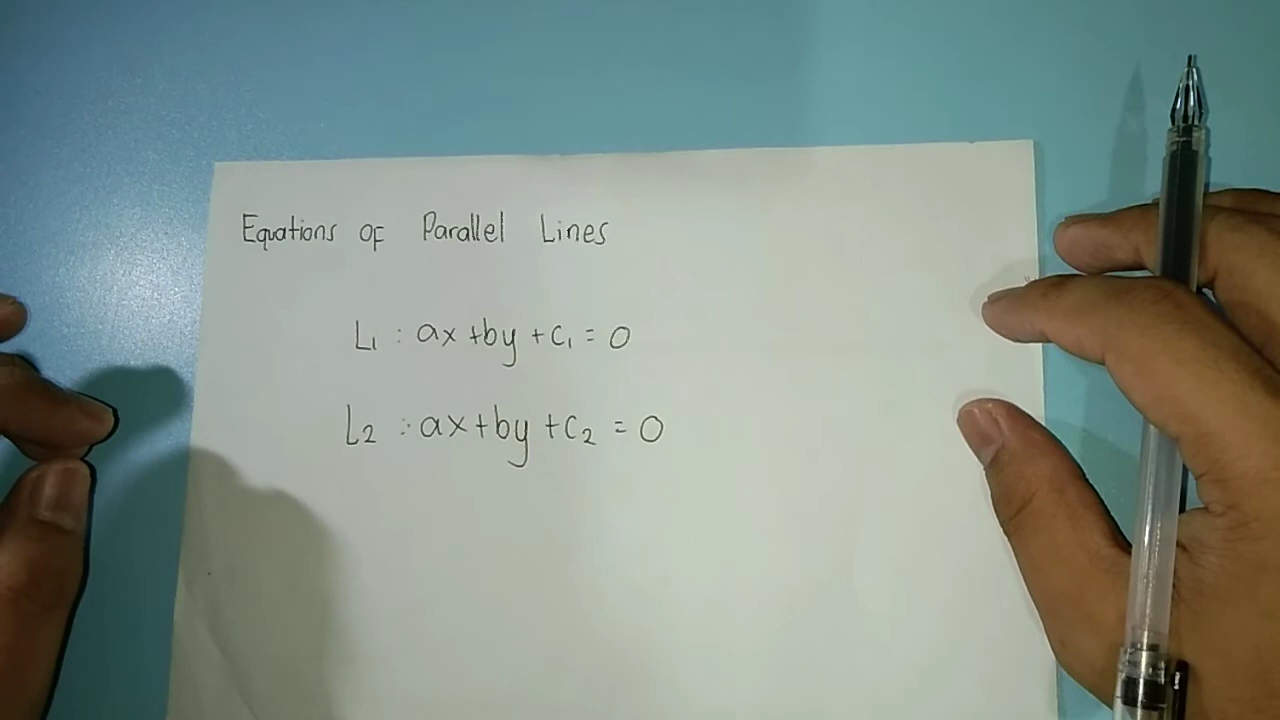 Equations of Parallel Lines
L₁ : ax + by + c₁ = 0
L₂ : ax + by + c₂ = 0